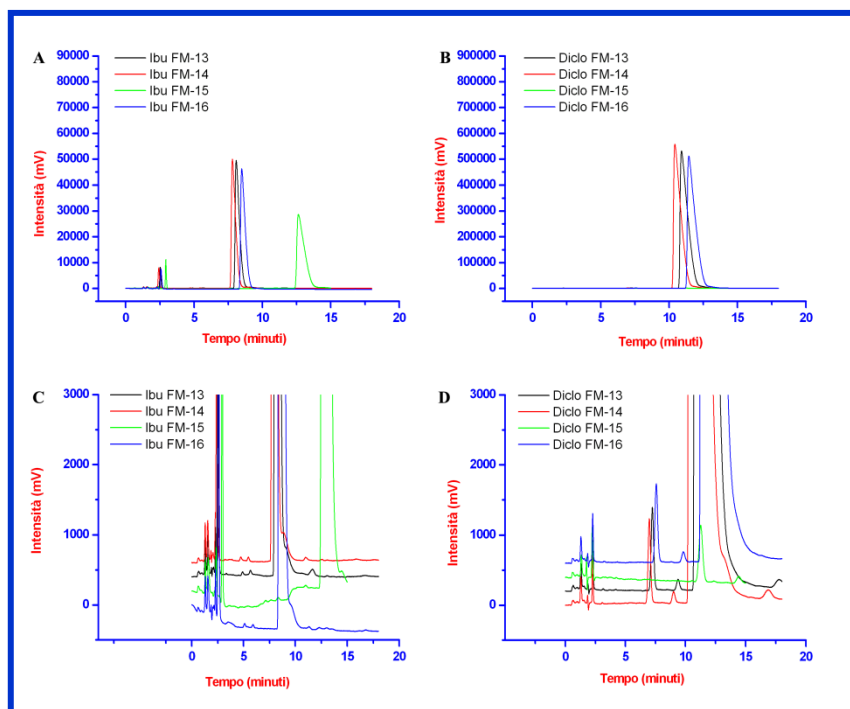 A
90000
80000
70000
60000
50000
40000
30000
20000
10000
0
Intensità (mV)
Ibu FM-13
Ibu FM-14
Ibu FM-15
Ibu FM-16
0 5 10 15 20
Tempo (minuti)
B
900000
800000
700000
600000
500000
400000
300000
200000
100000
0
Intensità (mV)
Diclo FM-13
Diclo FM-14
Diclo FM-15
Diclo FM-16
0 5 10 15 20
Tempo (minuti)
C
3000
2000
1000
0
Intensità (mV)
Ibu FM-13
Ibu FM-14
Ibu FM-15
Ibu FM-16
0 5 10 15 20
Tempo (minuti)
D
3000
2000
1000
0
Intensità (mV)
Diclo FM-13
Diclo FM-14
Diclo FM-15
Diclo FM-16
0 5 10 15 20
Tempo (minuti)